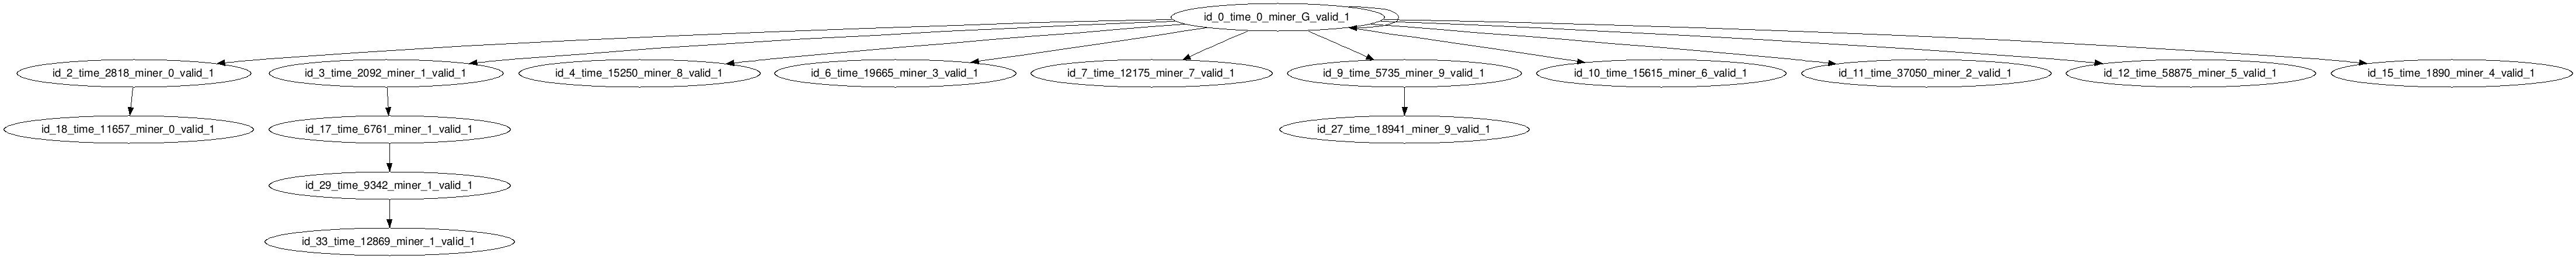 id_0_time_0_miner_G_valid_1
id_2_time_2818_miner_0_valid_1
id_3_time_2092_miner_1_valid_1
id_4_time_15250_miner_8_valid_1
id_6_time_19665_miner_3_valid_1
id_7_time_12175_miner_7_valid_1
id_9_time_5735_miner_9_valid_1
id_10_time_15615_miner_6_valid_1
id_11_time_37050_miner_2_valid_1
id_12_time_58875_miner_5_valid_1
id_15_time_1890_miner_4_valid_1
id_18_time_11657_miner_0_valid_1
id_17_time_6761_miner_1_valid_1
id_27_time_18941_miner_9_valid_1
id_29_time_9342_miner_1_valid_1
id_33_time_12869_miner_1_valid_1